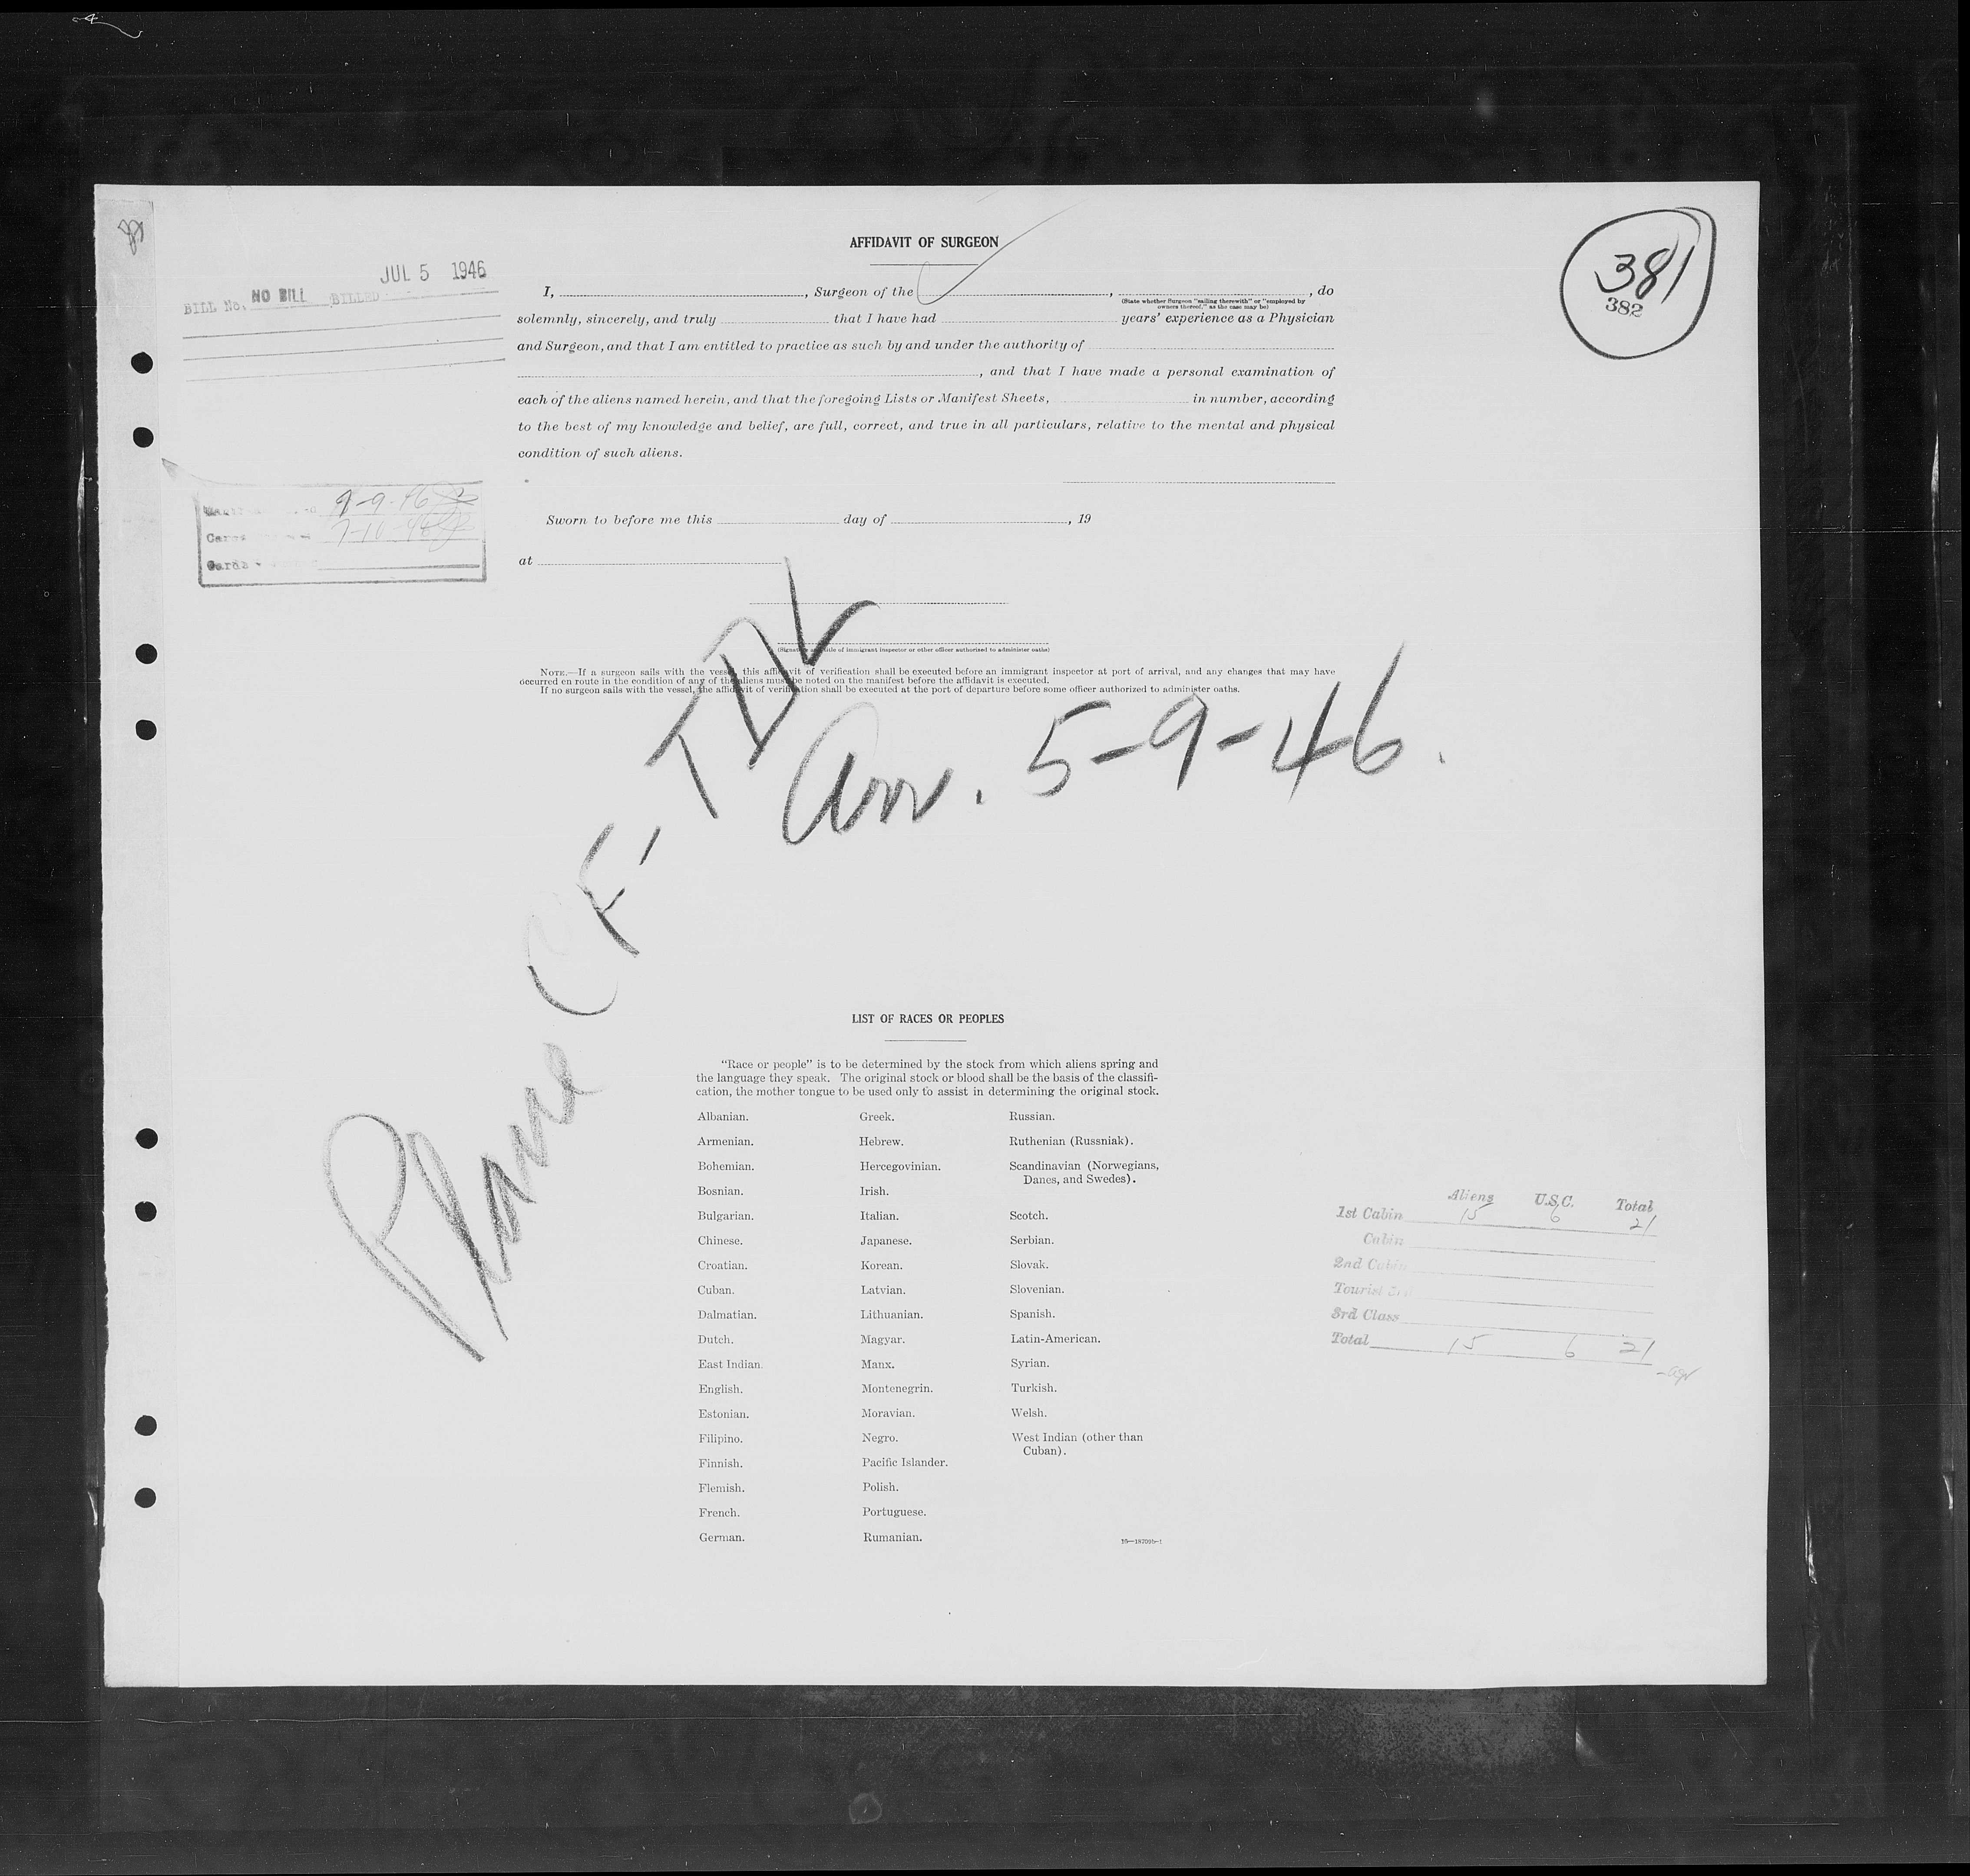 AFFIDAVIT OF SURGEON
381
382
JUL 5 1946
BILL No. NO BILL BILLED
I, , Surgeon of the , , do
(State whether Surgeon "sailing therewith" or "employed by
owners thereof," as the case may be)
solemnly, sincerely, and truly that I have had years' experience as a Physician
and Surgeon, and that I am entitled to practice as such by and under the authority of
, and that I have made a personal examination of
each of the aliens named herein, and that the foregoing Lists or Manifest Sheets, in number, according
to the best of my knowledge and belief, are full, correct, and true in all particulars, relative to the mental and physical
condition of such aliens.
Sworn to before me this day of , 19
at
(Signature and title of immigrant inspector or other officer authorized to administer oaths)
NOTE.—If a surgeon sails with the vessel, this affidavit of verification shall be executed before an immigrant inspector at port of arrival, and any changes that may have
occurred en route in the condition of any of the aliens must be noted on the manifest before the affidavit is executed.
If no surgeon sails with the vessel, the affidavit of verification shall be executed at the port of departure before some officer authorized to administer oaths.
Plane CF-TDL
Arr. 5-9-46.
LIST OF RACES OR PEOPLES
"Race or people" is to be determined by the stock from which aliens spring and
the language they speak. The original stock or blood shall be the basis of the classifi-
cation, the mother tongue to be used only to assist in determining the original stock.
Albanian.
Armenian.
Bohemian.
Bosnian.
Bulgarian.
Chinese.
Croatian.
Cuban.
Dalmatian.
Dutch.
East Indian.
English.
Estonian.
Filipino.
Finnish.
Flemish.
French.
German.
Greek.
Hebrew.
Hercegovinian.
Irish.
Italian.
Japanese.
Korean.
Latvian.
Lithuanian.
Magyar.
Manx.
Montenegrin.
Moravian.
Negro.
Pacific Islander.
Polish.
Portuguese.
Rumanian.
Russian.
Ruthenian (Russniak).
Scandinavian (Norwegians,
Danes, and Swedes).
Scotch.
Serbian.
Slovak.
Slovenian.
Spanish.
Latin-American.
Syrian.
Turkish.
Welsh.
West Indian (other than
Cuban).
Aliens U.S.C. Total
1st Cabin 15 6 21
Cabin
2nd Cabin
Tourist
3rd Class
Total 15 6 21